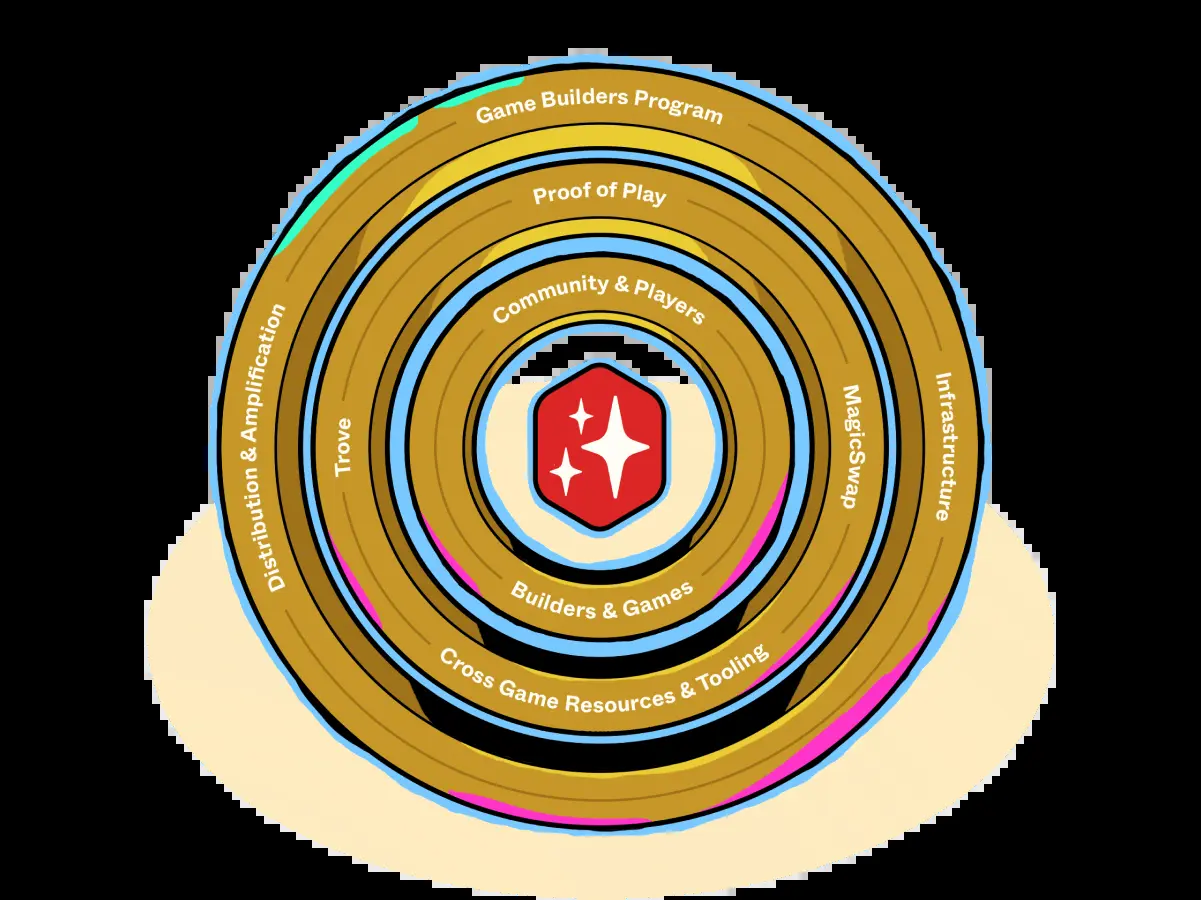 Game Builders Program
Distribution & Amplification
Infrastructure
Proof of Play
Trove
MagicSwap
Cross Game Resources & Tooling
Community & Players
Builders & Games